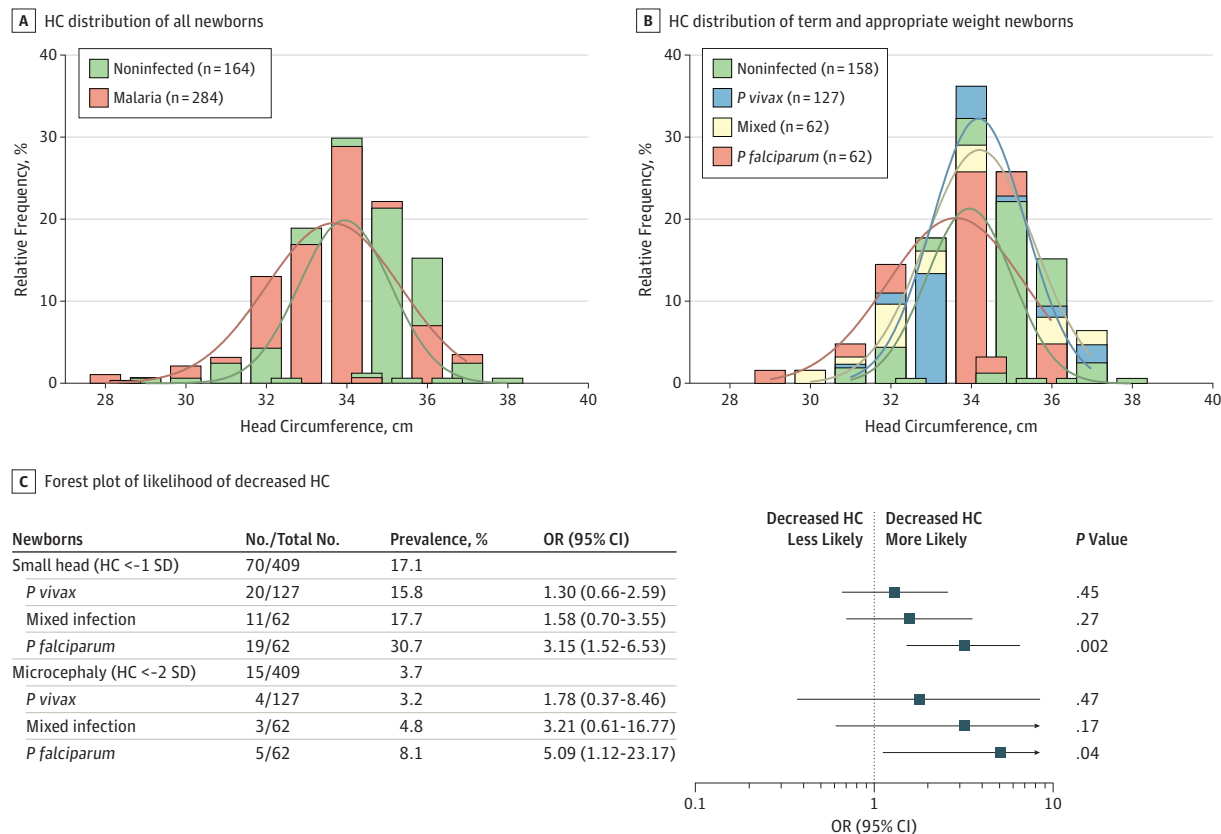 A HC distribution of all newborns
40
30
20
10
0
Relative Frequency, %
Noninfected (n=164)
Malaria (n=284)
28 30 32 34 36 38 40
Head Circumference, cm
B HC distribution of term and appropriate weight newborns
40
30
20
10
0
Relative Frequency, %
Noninfected (n=158)
P vivax (n=127)
Mixed (n=62)
P falciparum (n=62)
28 30 32 34 36 38 40
Head Circumference, cm
C Forest plot of likelihood of decreased HC
Decreased HC Less Likely
Decreased HC More Likely
Newborns No./Total No. Prevalence, % OR (95% CI) P Value
Small head (HC <-1 SD) 70/409 17.1
P vivax 20/127 15.8 1.30 (0.66-2.59) .45
Mixed infection 11/62 17.7 1.58 (0.70-3.55) .27
P falciparum 19/62 30.7 3.15 (1.52-6.53) .002
Microcephaly (HC <-2 SD) 15/409 3.7
P vivax 4/127 3.2 1.78 (0.37-8.46) .47
Mixed infection 3/62 4.8 3.21 (0.61-16.77) .17
P falciparum 5/62 8.1 5.09 (1.12-23.17) .04
0.1 1 10
OR (95% CI)